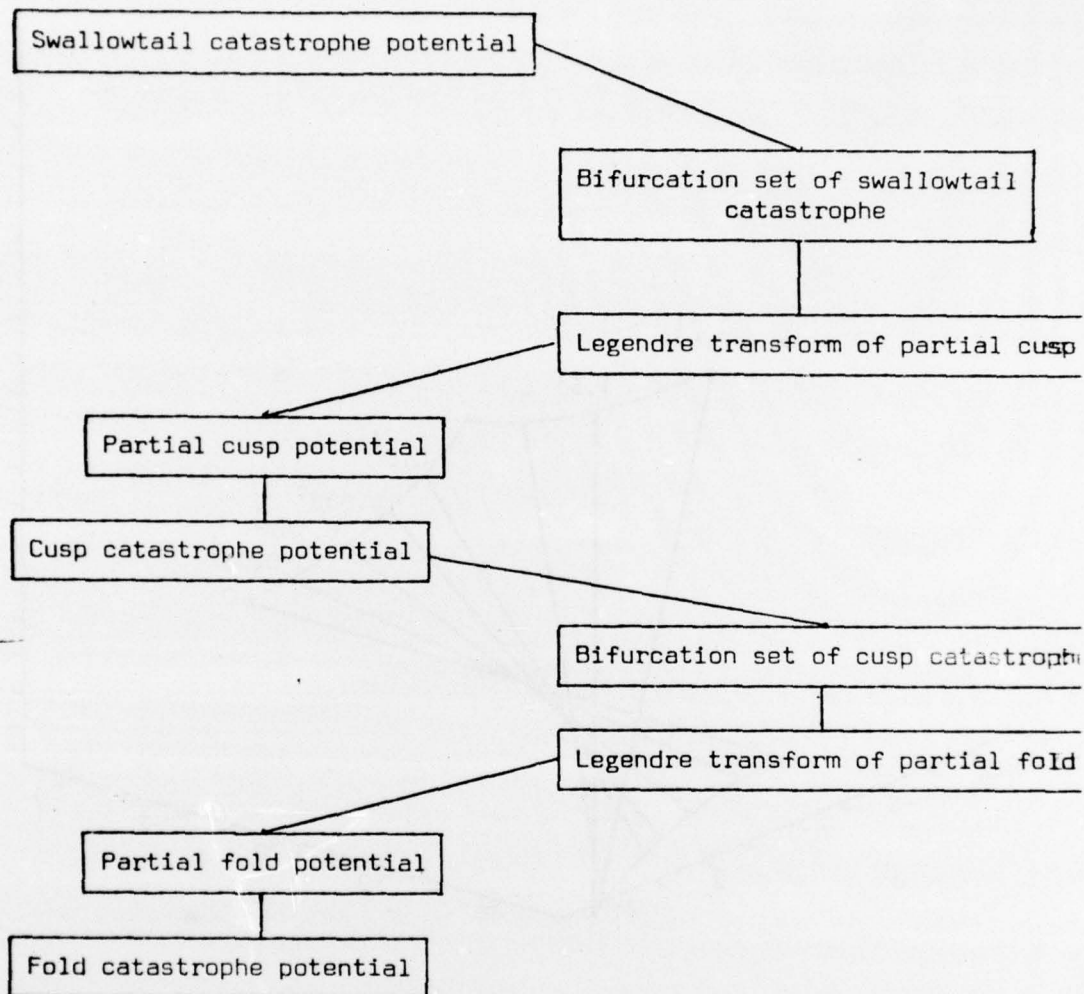 Swallowtail catastrophe potential
Bifurcation set of swallowtail
catastrophe
Legendre transform of partial cusp
Partial cusp potential
Cusp catastrophe potential
Bifurcation set of cusp catastroph
Legendre transform of partial fold
Partial fold potential
Fold catastrophe potential